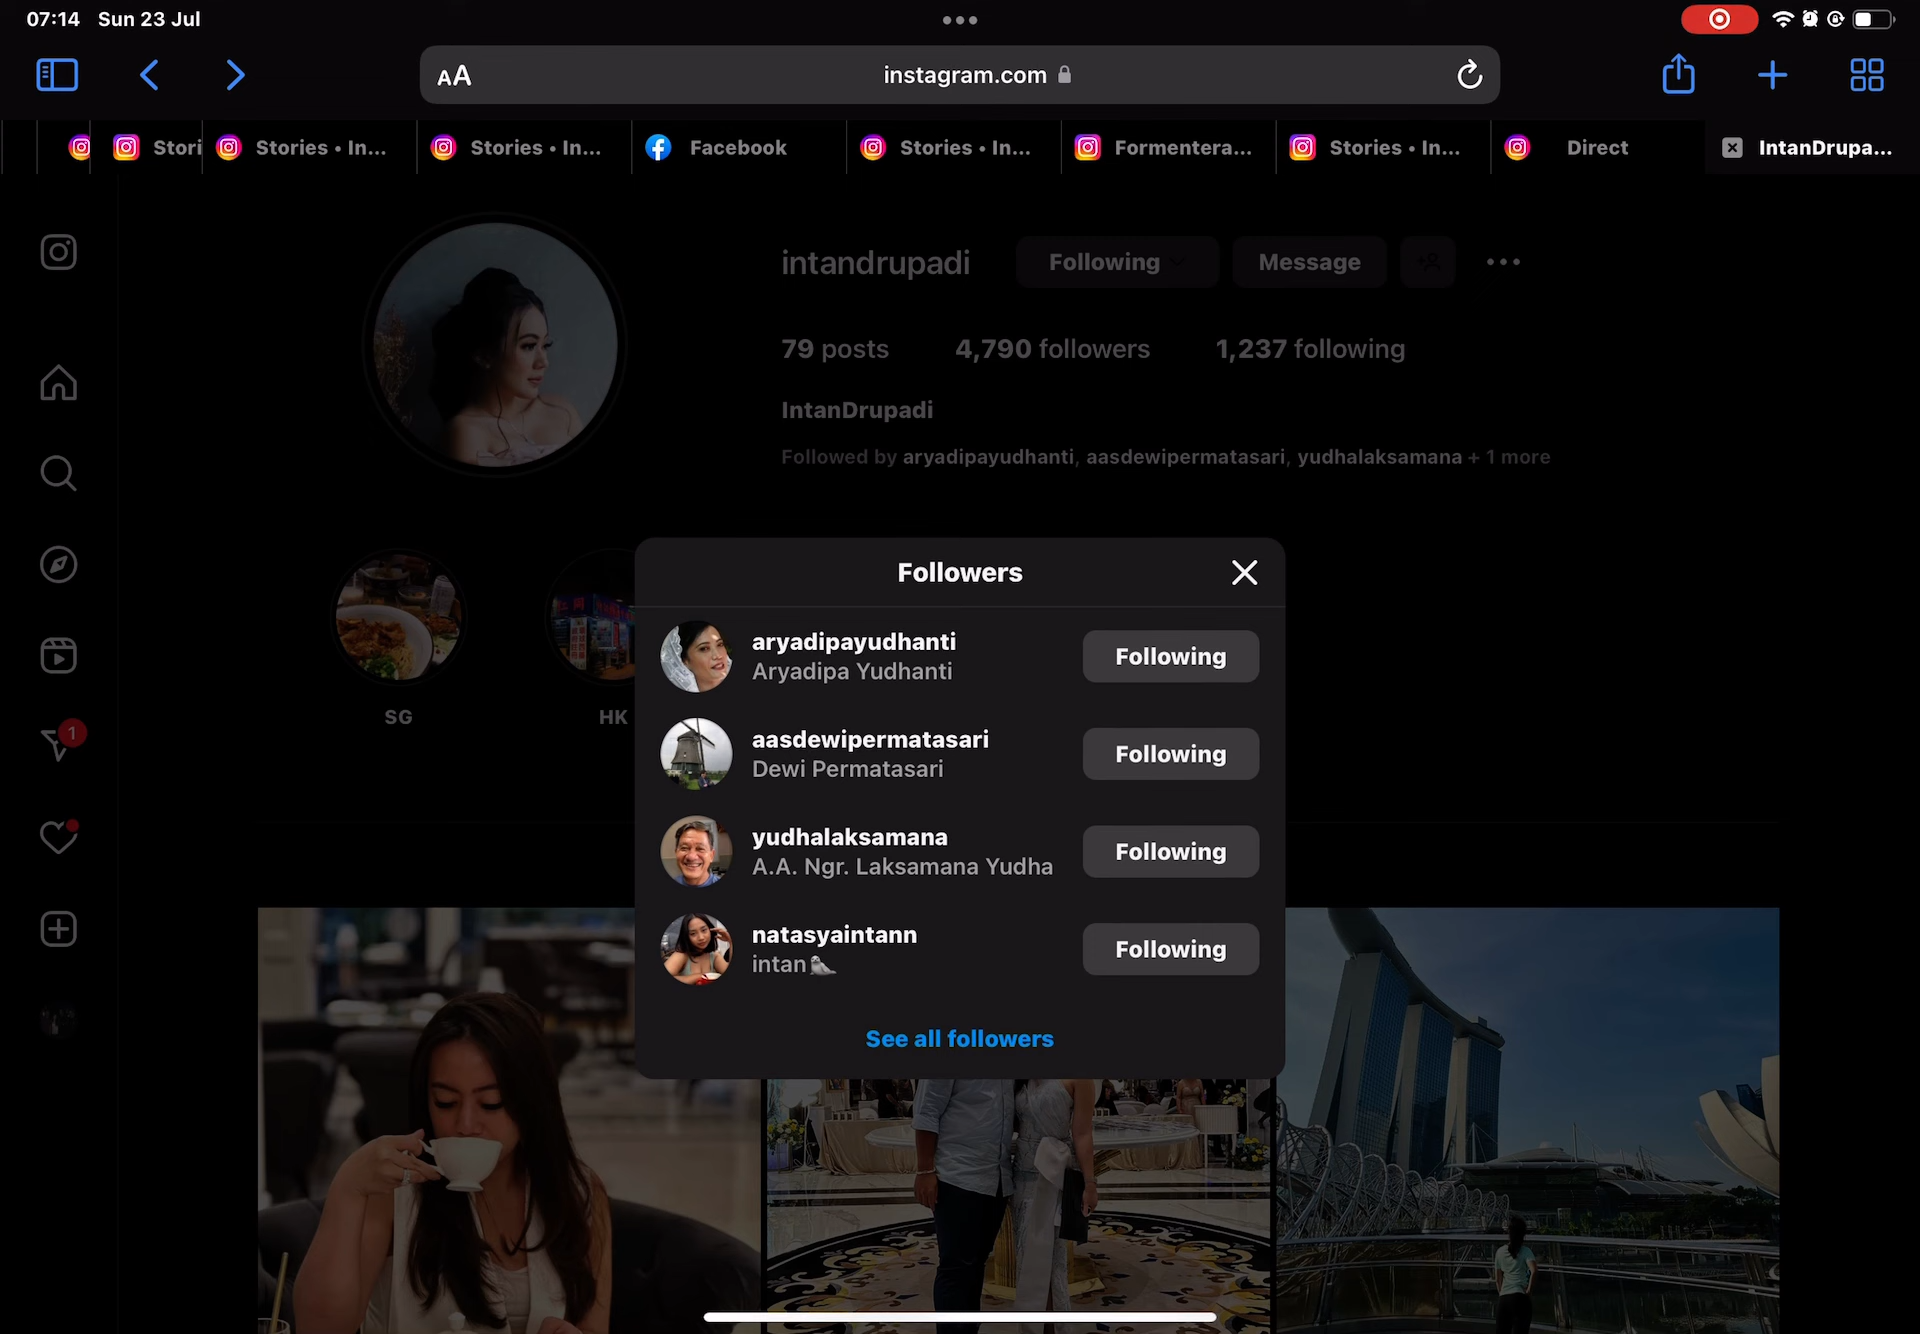 07:14 Sun 23 Jul
AA
instagram.com
Stori
Stories • In...
Stories • In...
Facebook
Stories • In...
Formentera...
Stories • In...
Direct
IntanDrupa...
intandrupadi
Following
Message
79 posts
4,790 followers
1,237 following
IntanDrupadi
Followed by aryadipayudhanti, aasdewipermatasari, yudhalaksamana + 1 more
SG
HK
1
Followers
aryadipayudhanti
Aryadipa Yudhanti
Following
aasdewipermatasari
Dewi Permatasari
Following
yudhalaksamana
A.A. Ngr. Laksamana Yudha
Following
natasyaintann
intan🦭
Following
See all followers